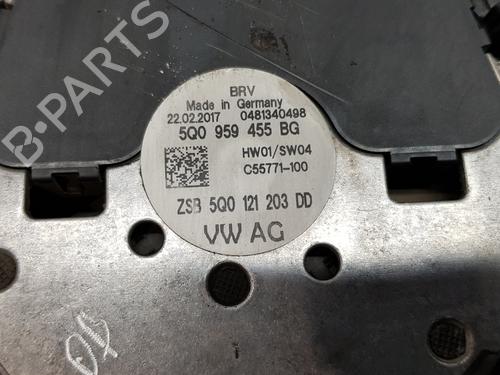 BRV
Made in Germany
22.02.2017 0481340498
5Q0 959 455 BG
HW01/SW04
C55771-100
ZSB 5Q0 121 203 DD
VW AG